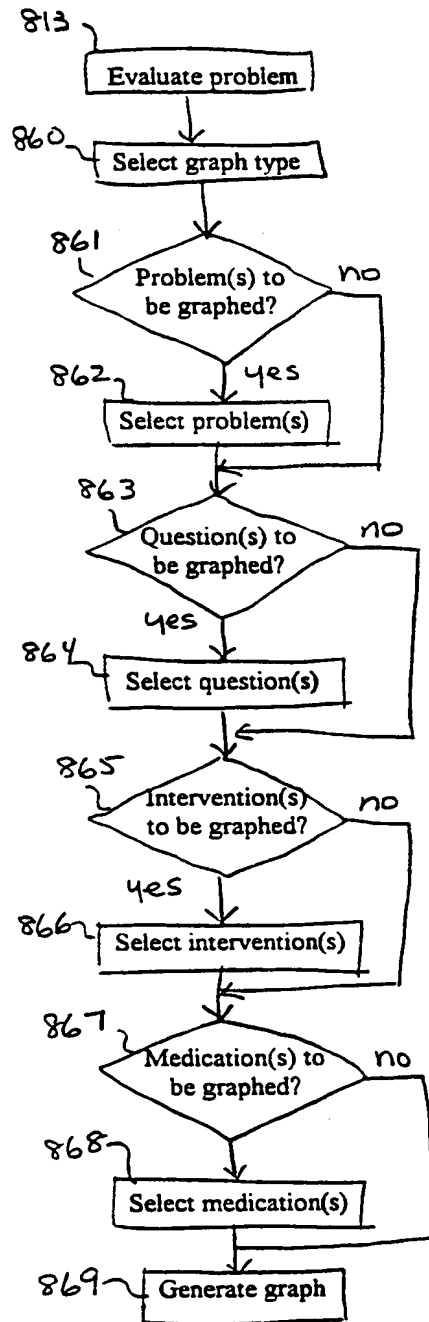 813
Evaluate problem
860
Select graph type
861
Problem(s) to
be graphed?
no
yes
862
Select problem(s)
863
Question(s) to
be graphed?
no
yes
864
Select question(s)
865
Intervention(s)
to be graphed?
no
yes
866
Select intervention(s)
867
Medication(s) to
be graphed?
no
868
Select medication(s)
869
Generate graph